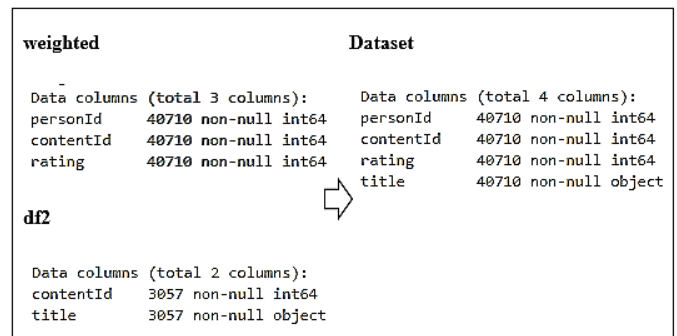 weighted
Data columns (total 3 columns):
personId 40710 non-null int64
contentId 40710 non-null int64
rating 40710 non-null int64
df2
Data columns (total 2 columns):
contentId 3057 non-null int64
title 3057 non-null object
Dataset
Data columns (total 4 columns):
personId 40710 non-null int64
contentId 40710 non-null int64
rating 40710 non-null int64
title 40710 non-null object